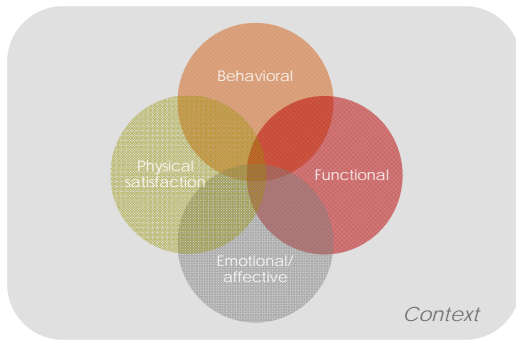 Behavioral
Physical
satisfaction
Functional
Emotional/
affective
Context